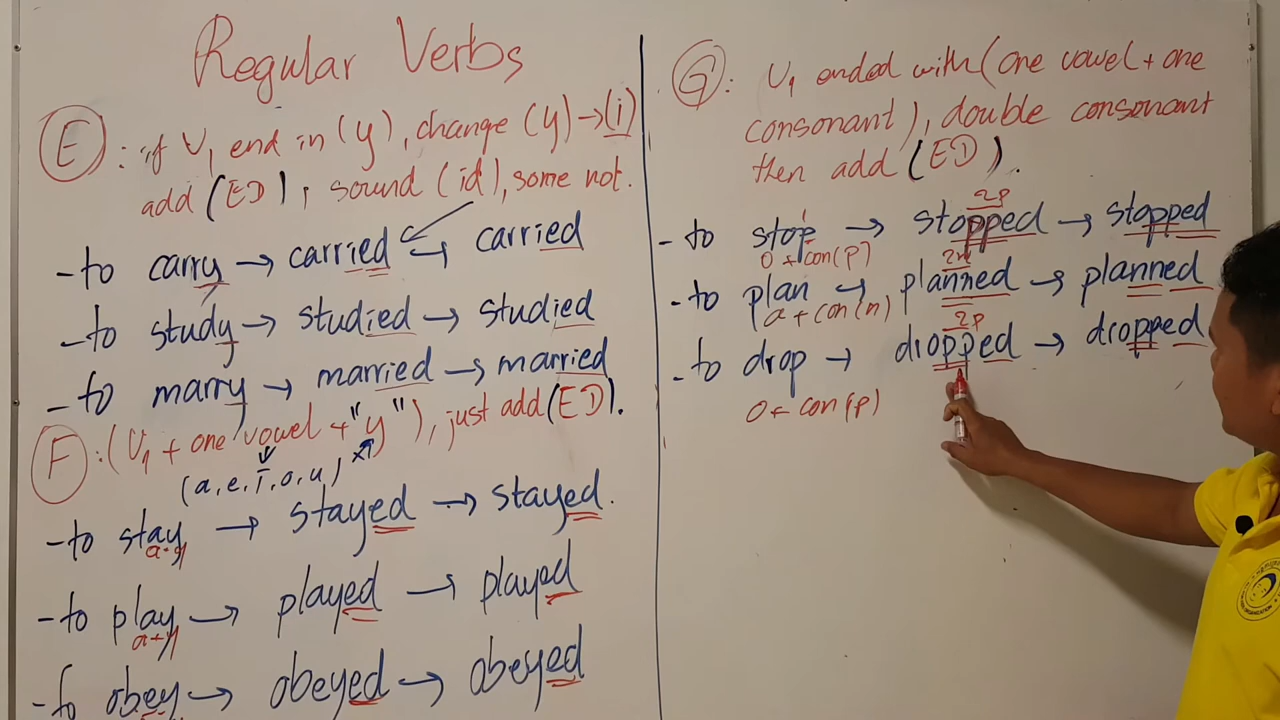 Regular Verbs
E : if V1 end in (y), change (y)→(i)
add (ED), sound (id), some not.
- to carry → carried → carried
- to study → studied → studied
- to marry → married → married
F : (V1 + one vowel + "y"), just add (ED).
(a, e, i, o, u)
- to stay → stayed → stayed.
a-y
- to play → played → played
a+y
- to obey → obeyed → obeyed
G : V1 ended with (one vowel + one
consonant), double consonant
then add (ED).
2p
- to stop → stopped → stopped
o + con(p)
2n
- to plan → planned → planned
a + con(n)
2p
- to drop → dropped → dropped
o + con(p)